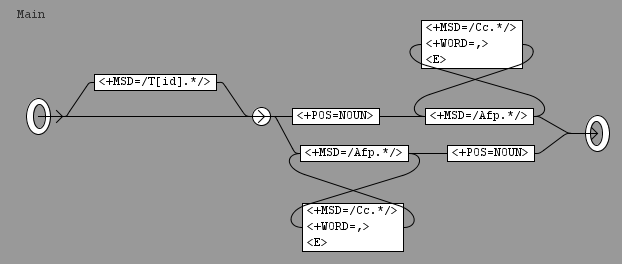 Main
<+MSD=/Cc.*/>
<+WORD=,>
<E>
<+MSD=/T[id].*/>
<+POS=NOUN>
<+MSD=/Afp.*/>
<+MSD=/Afp.*/>
<+POS=NOUN>
<+MSD=/Cc.*/>
<+WORD=,>
<E>